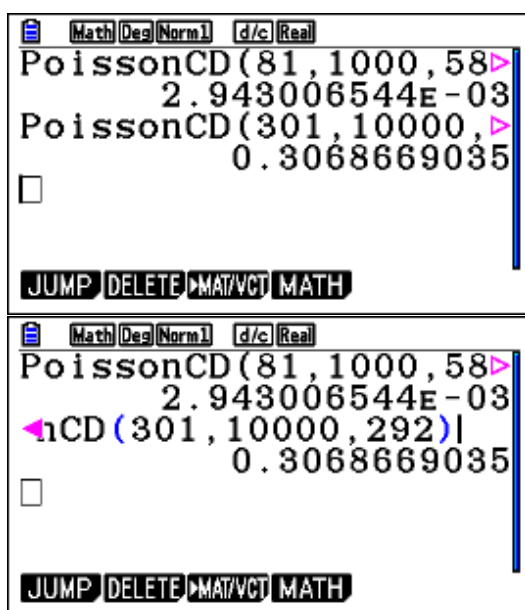 Math Deg Norm1 d/c Real
PoissonCD(81,1000,58
2.943006544E-03
PoissonCD(301,10000,
0.3068669035
JUMP DELETE ►MAT/VCT MATH
Math Deg Norm1 d/c Real
PoissonCD(81,1000,58
2.943006544E-03
nCD(301,10000,292)
0.3068669035
JUMP DELETE ►MAT/VCT MATH